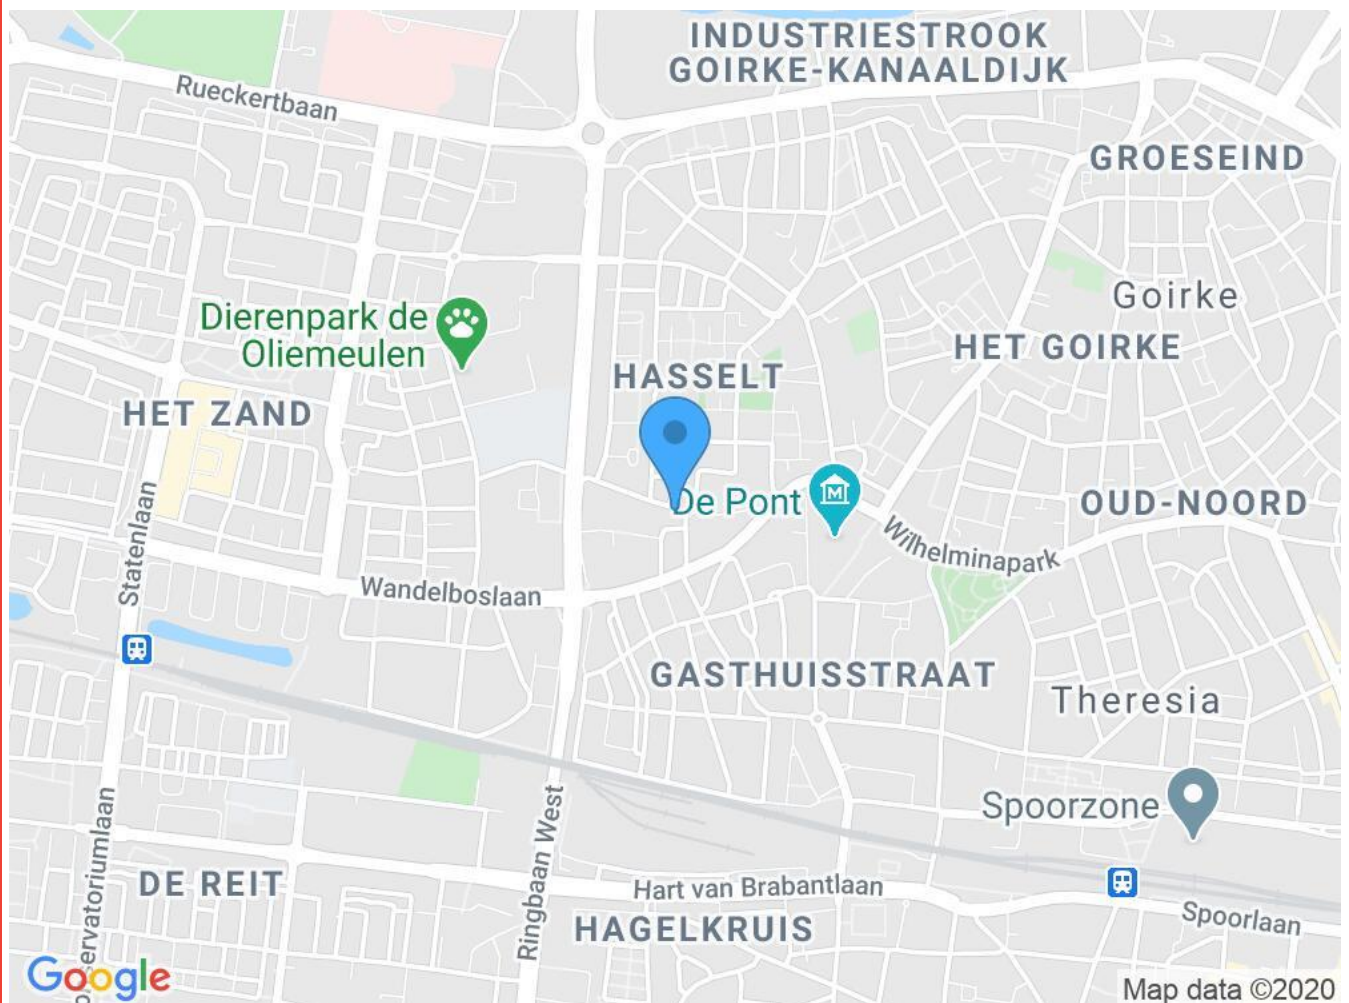 INDUSTRIESTROOK
GOIRKE-KANAALDIJK
Rueckertbaan
GROESEIND
Goirke
Dierenpark de
Oliemeulen
HET GOIRKE
HASSELT
HET ZAND
De Pont
M
OUD-NOORD
Statenlaan
Wilhelminapark
Wandelboslaan
GASTHUISSTRAAT
Theresia
Spoorzone
Ringbaan West
DE REIT
Hart van Brabantlaan
Spoorlaan
HAGELKRUIS
servatoriumlaan
Google
Map data ©2020